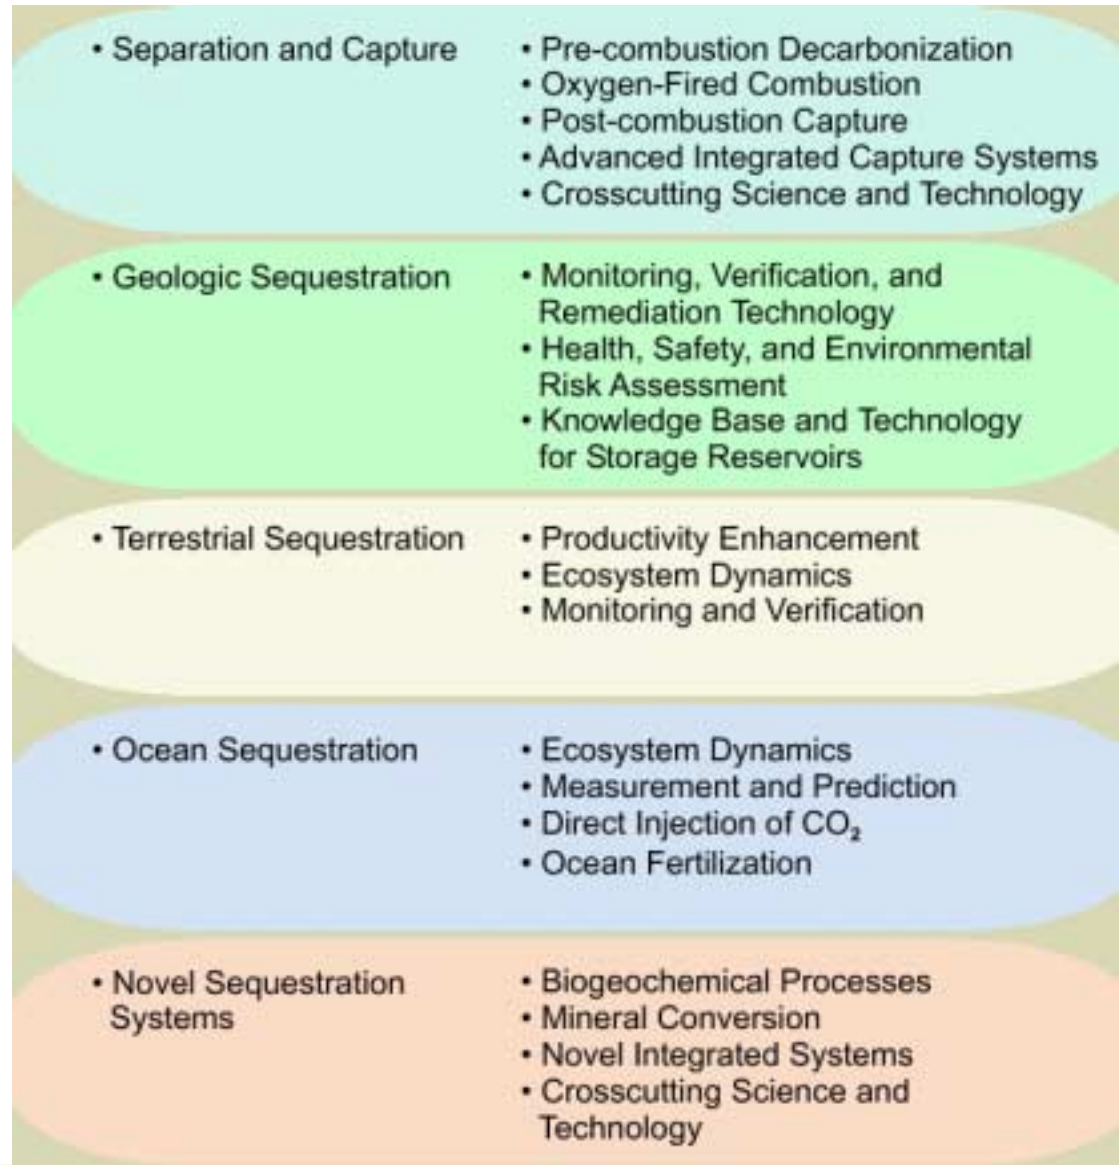 • Separation and Capture
• Pre-combustion Decarbonization
• Oxygen-Fired Combustion
• Post-combustion Capture
• Advanced Integrated Capture Systems
• Crosscutting Science and Technology
• Geologic Sequestration
• Monitoring, Verification, and
Remediation Technology
• Health, Safety, and Environmental
Risk Assessment
• Knowledge Base and Technology
for Storage Reservoirs
• Terrestrial Sequestration
• Productivity Enhancement
• Ecosystem Dynamics
• Monitoring and Verification
• Ocean Sequestration
• Ecosystem Dynamics
• Measurement and Prediction
• Direct Injection of CO₂
• Ocean Fertilization
• Novel Sequestration
Systems
• Biogeochemical Processes
• Mineral Conversion
• Novel Integrated Systems
• Crosscutting Science and
Technology